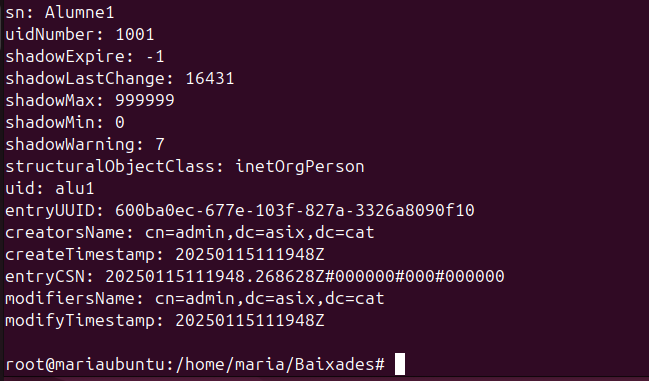 sn: Alumne1
uidNumber: 1001
shadowExpire: -1
shadowLastChange: 16431
shadowMax: 999999
shadowMin: 0
shadowWarning: 7
structuralObjectClass: inetOrgPerson
uid: alu1
entryUUID: 600ba0ec-677e-103f-827a-3326a8090f10
creatorsName: cn=admin,dc=asix,dc=cat
createTimestamp: 20250115111948Z
entryCSN: 20250115111948.268628Z#000000#000#000000
modifiersName: cn=admin,dc=asix,dc=cat
modifyTimestamp: 20250115111948Z
root@mariaubuntu:/home/maria/Baixades#